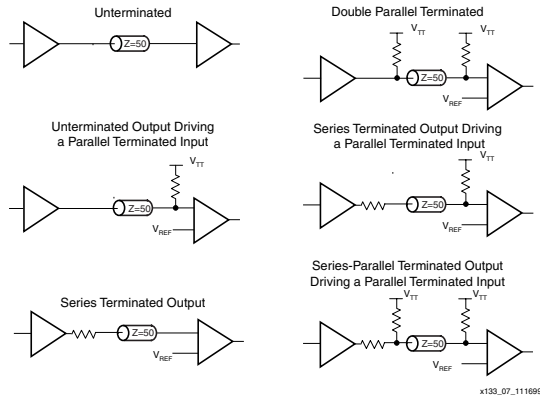 Unterminated
Z=50
Double Parallel Terminated
VTT
VTT
Z=50
VREF
Unterminated Output Driving
a Parallel Terminated Input
VTT
Z=50
VREF
Series Terminated Output Driving
a Parallel Terminated Input
VTT
Z=50
VREF
Series Terminated Output
Z=50
VREF
Series-Parallel Terminated Output
Driving a Parallel Terminated Input
VTT
VTT
Z=50
VREF
x133_07_111699